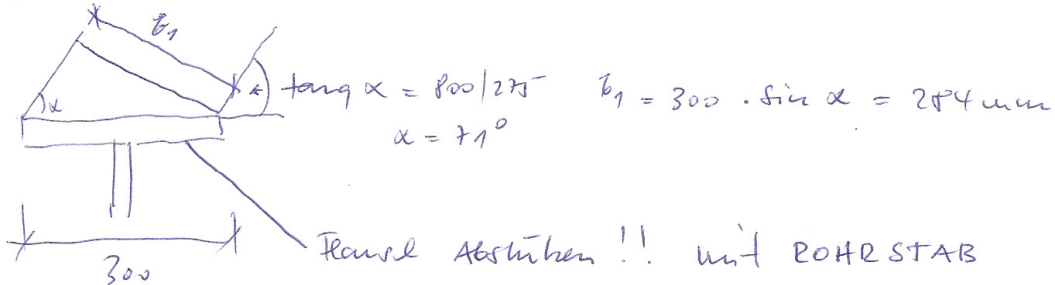 b₁
α
α
tang α = 800/275 b₁ = 300 · sin α = 284 mm
α = 71°
300
Flansch Abstützen !! mit ROHRSTAB